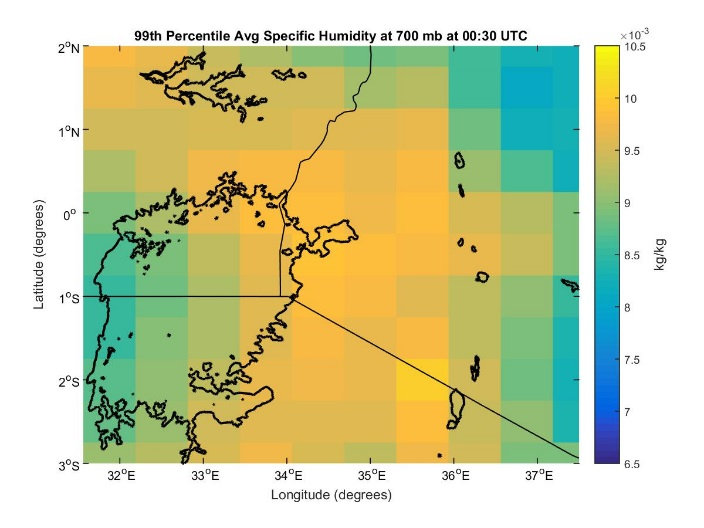 99th Percentile Avg Specific Humidity at 700 mb at 00:30 UTC
×10⁻³
2°N
1°N
0°
1°S
2°S
3°S
Latitude (degrees)
32°E 33°E 34°E 35°E 36°E 37°E
Longitude (degrees)
10.5
10
9.5
9
8.5
8
7.5
7
6.5
kg/kg